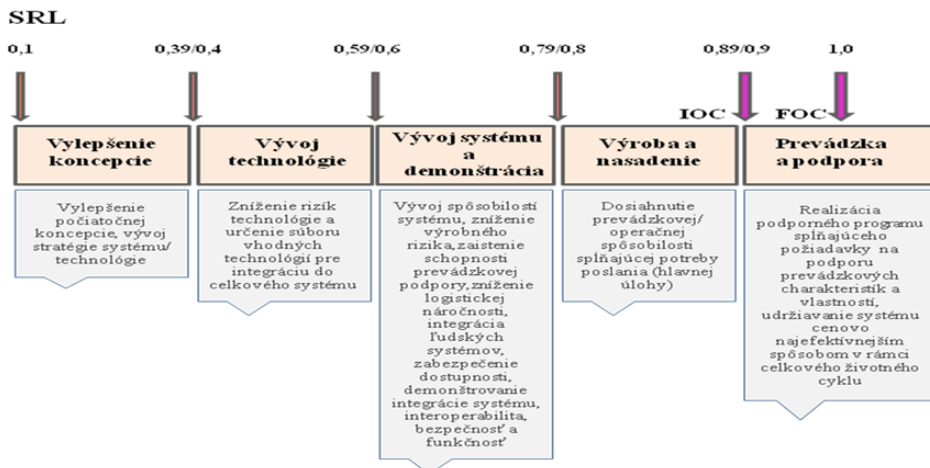 SRL
0,1
0,39/0,4
0,59/0,6
0,79/0,8
0,89/0,9
1,0
IOC
FOC
Vylepšenie
koncepcie
Vývoj
technológie
Vývoj systému
a
demonštrácia
Výroba a
nasadenie
Prevádzka
a podpora
Vylepšenie
počiatočnej
koncepcie, vývoj
stratégie systému/
technológie
Zníženie rizík
technológie a
určenie súboru
vhodných
technológií pre
integráciu do
celkového systému
Vývoj spôsobilostí
systému, zníženie
výrobného
rizika,zaistenie
schopnosti
prevádzkovej
podpory,zníženie
logistickej
náročnosti,
integrácia
ľudských
systémov,
zabezpečenie
dostupnosti,
demonštrovanie
integrácie systému,
interoperabilita,
bezpečnosť a
funkčnosť
Dosiahnutie
prevádzkovej/
operačnej
spôsobilosti
spĺňajúcej potreby
poslania (hlavnej
úlohy)
Realizácia
podporného programu
spĺňajúceho
požiadavky na
podporu
prevádzkových
charakteristík a
vlastností,
udržiavanie systému
cenovo
najefektívnejším
spôsobom v rámci
celkového životného
cyklu